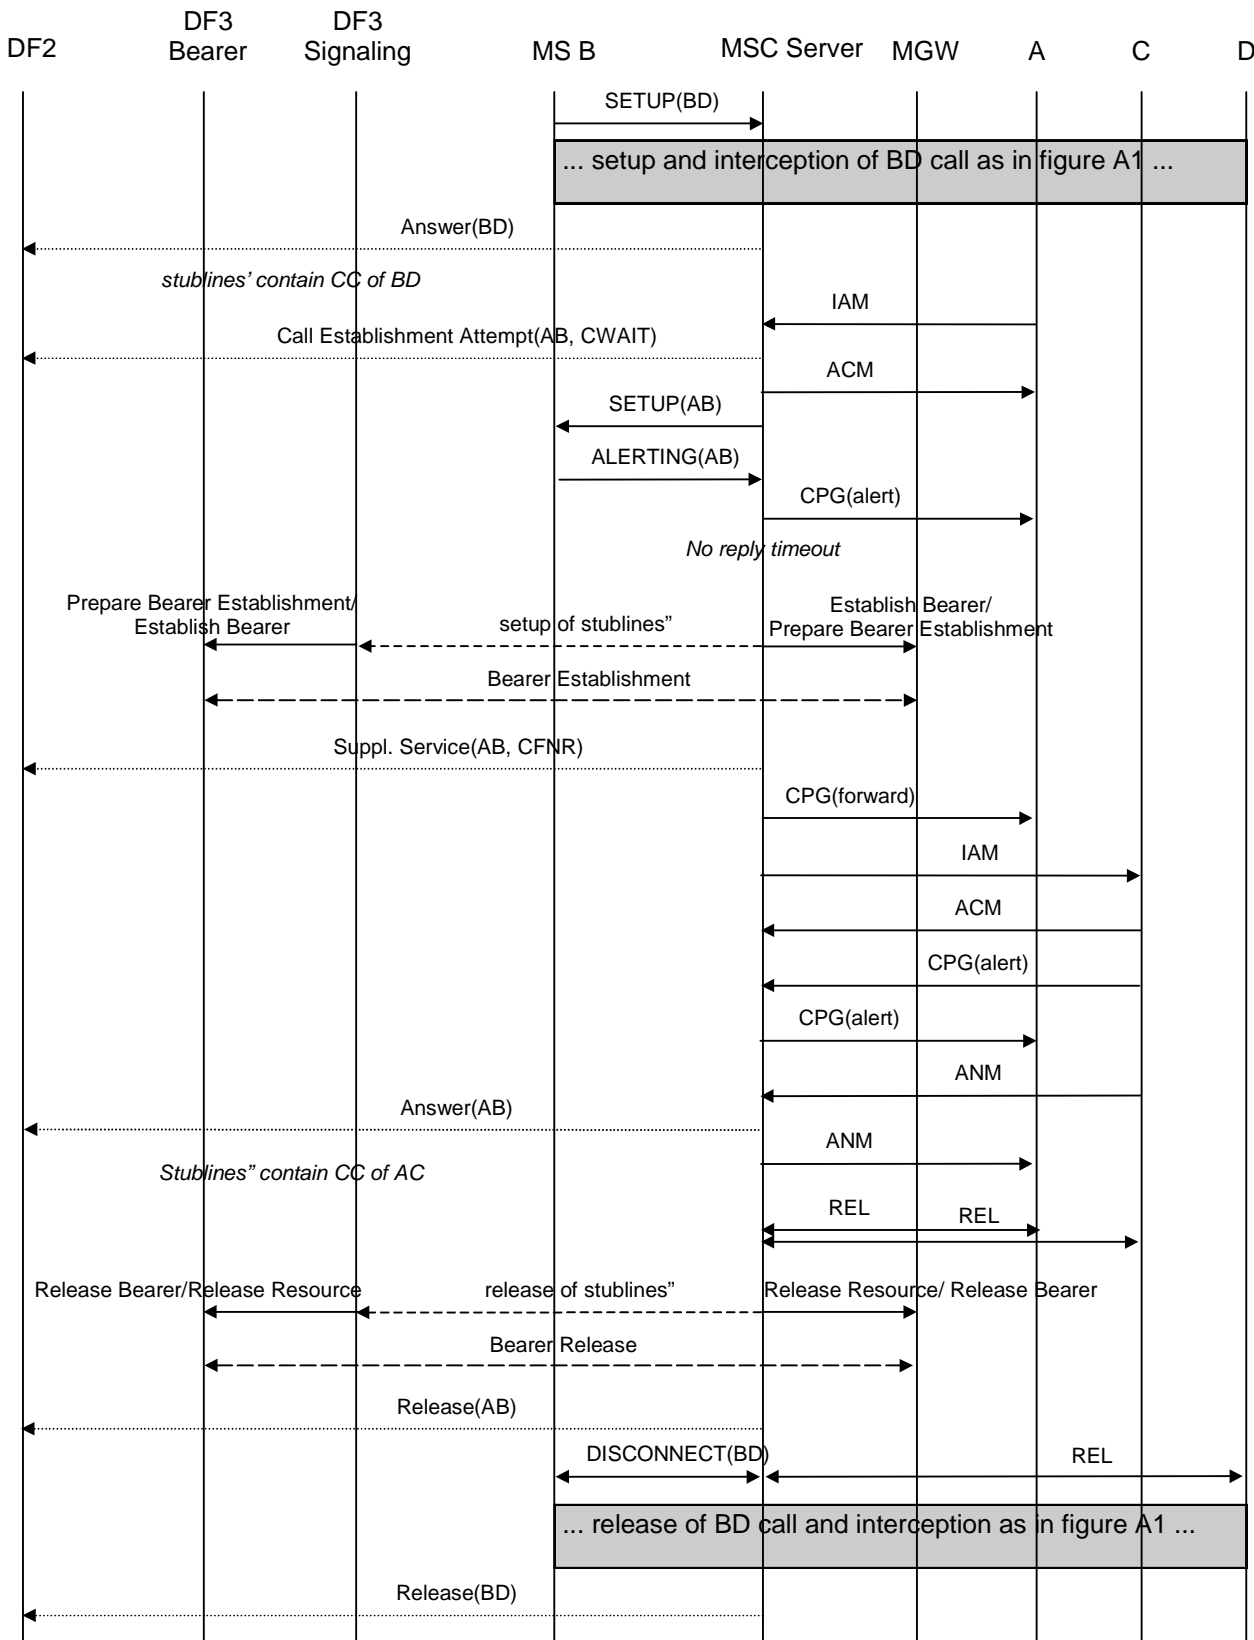 DF2
DF3
Bearer
DF3
Signaling
MS B
MSC Server
MGW
A
C
D
SETUP(BD)
... setup and interception of BD call as in figure A1 ...
Answer(BD)
stublines’ contain CC of BD
IAM
Call Establishment Attempt(AB, CWAIT)
ACM
SETUP(AB)
ALERTING(AB)
CPG(alert)
No reply timeout
Prepare Bearer Establishment/
Establish Bearer
setup of stublines”
Establish Bearer/
Prepare Bearer Establishment
Bearer Establishment
Suppl. Service(AB, CFNR)
CPG(forward)
IAM
ACM
CPG(alert)
CPG(alert)
ANM
Answer(AB)
ANM
Stublines” contain CC of AC
REL
REL
Release Bearer/Release Resource
release of stublines”
Release Resource/ Release Bearer
Bearer Release
Release(AB)
DISCONNECT(BD)
REL
... release of BD call and interception as in figure A1 ...
Release(BD)